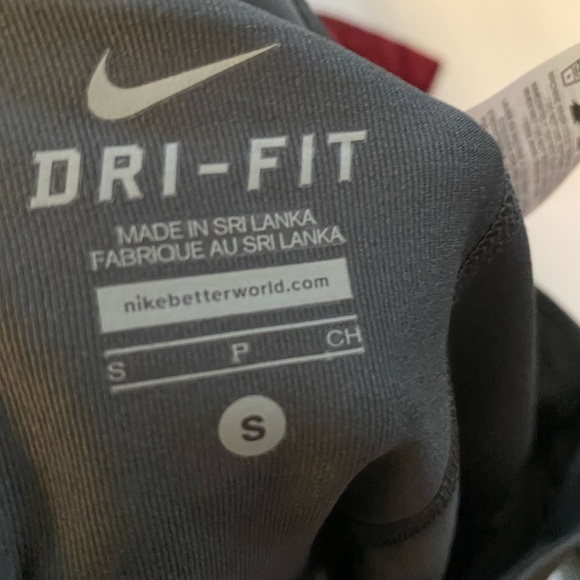 DRI-FIT
MADE IN SRI LANKA
FABRIQUE AU SRI LANKA
nikebetterworld.com
S P CH
S